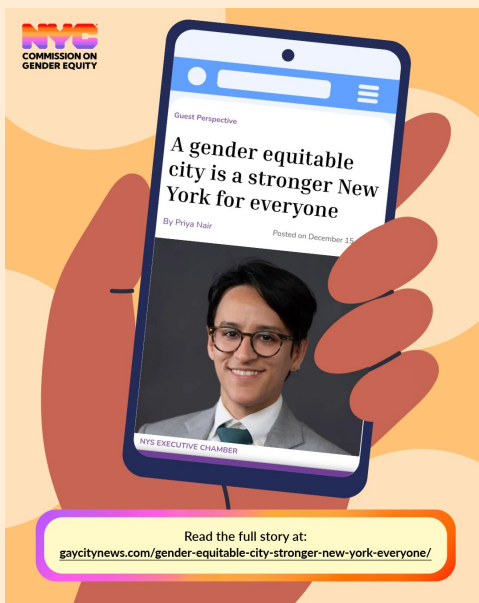 NYC
COMMISSION ON
GENDER EQUITY
Guest Perspective
A gender equitable
city is a stronger New
York for everyone
By Priya Nair
Posted on December 15
NYS EXECUTIVE CHAMBER
Read the full story at:
gaycitynews.com/gender-equitable-city-stronger-new-york-everyone/